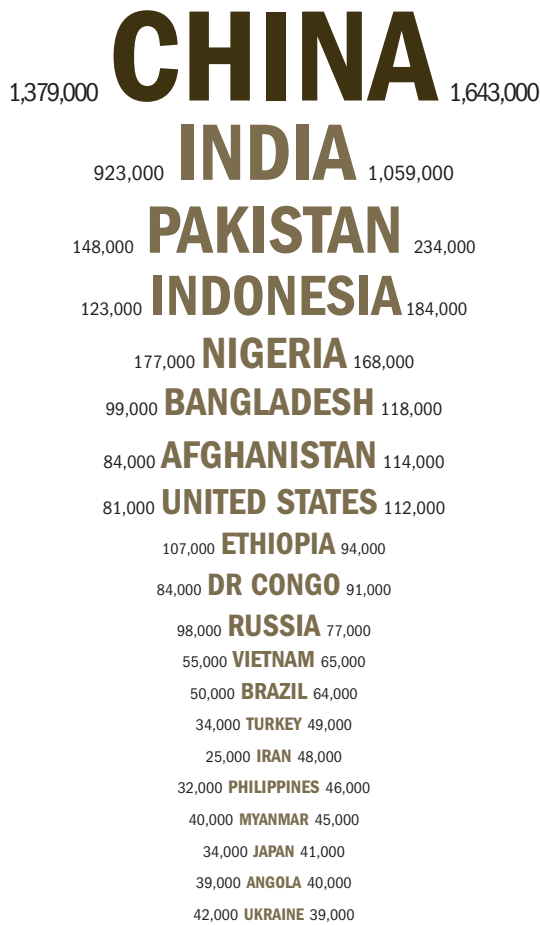 1,379,000 CHINA 1,643,000
923,000 INDIA 1,059,000
148,000 PAKISTAN 234,000
123,000 INDONESIA 184,000
177,000 NIGERIA 168,000
99,000 BANGLADESH 118,000
84,000 AFGHANISTAN 114,000
81,000 UNITED STATES 112,000
107,000 ETHIOPIA 94,000
84,000 DR CONGO 91,000
98,000 RUSSIA 77,000
55,000 VIETNAM 65,000
50,000 BRAZIL 64,000
34,000 TURKEY 49,000
25,000 IRAN 48,000
32,000 PHILIPPINES 46,000
40,000 MYANMAR 45,000
34,000 JAPAN 41,000
39,000 ANGOLA 40,000
42,000 UKRAINE 39,000